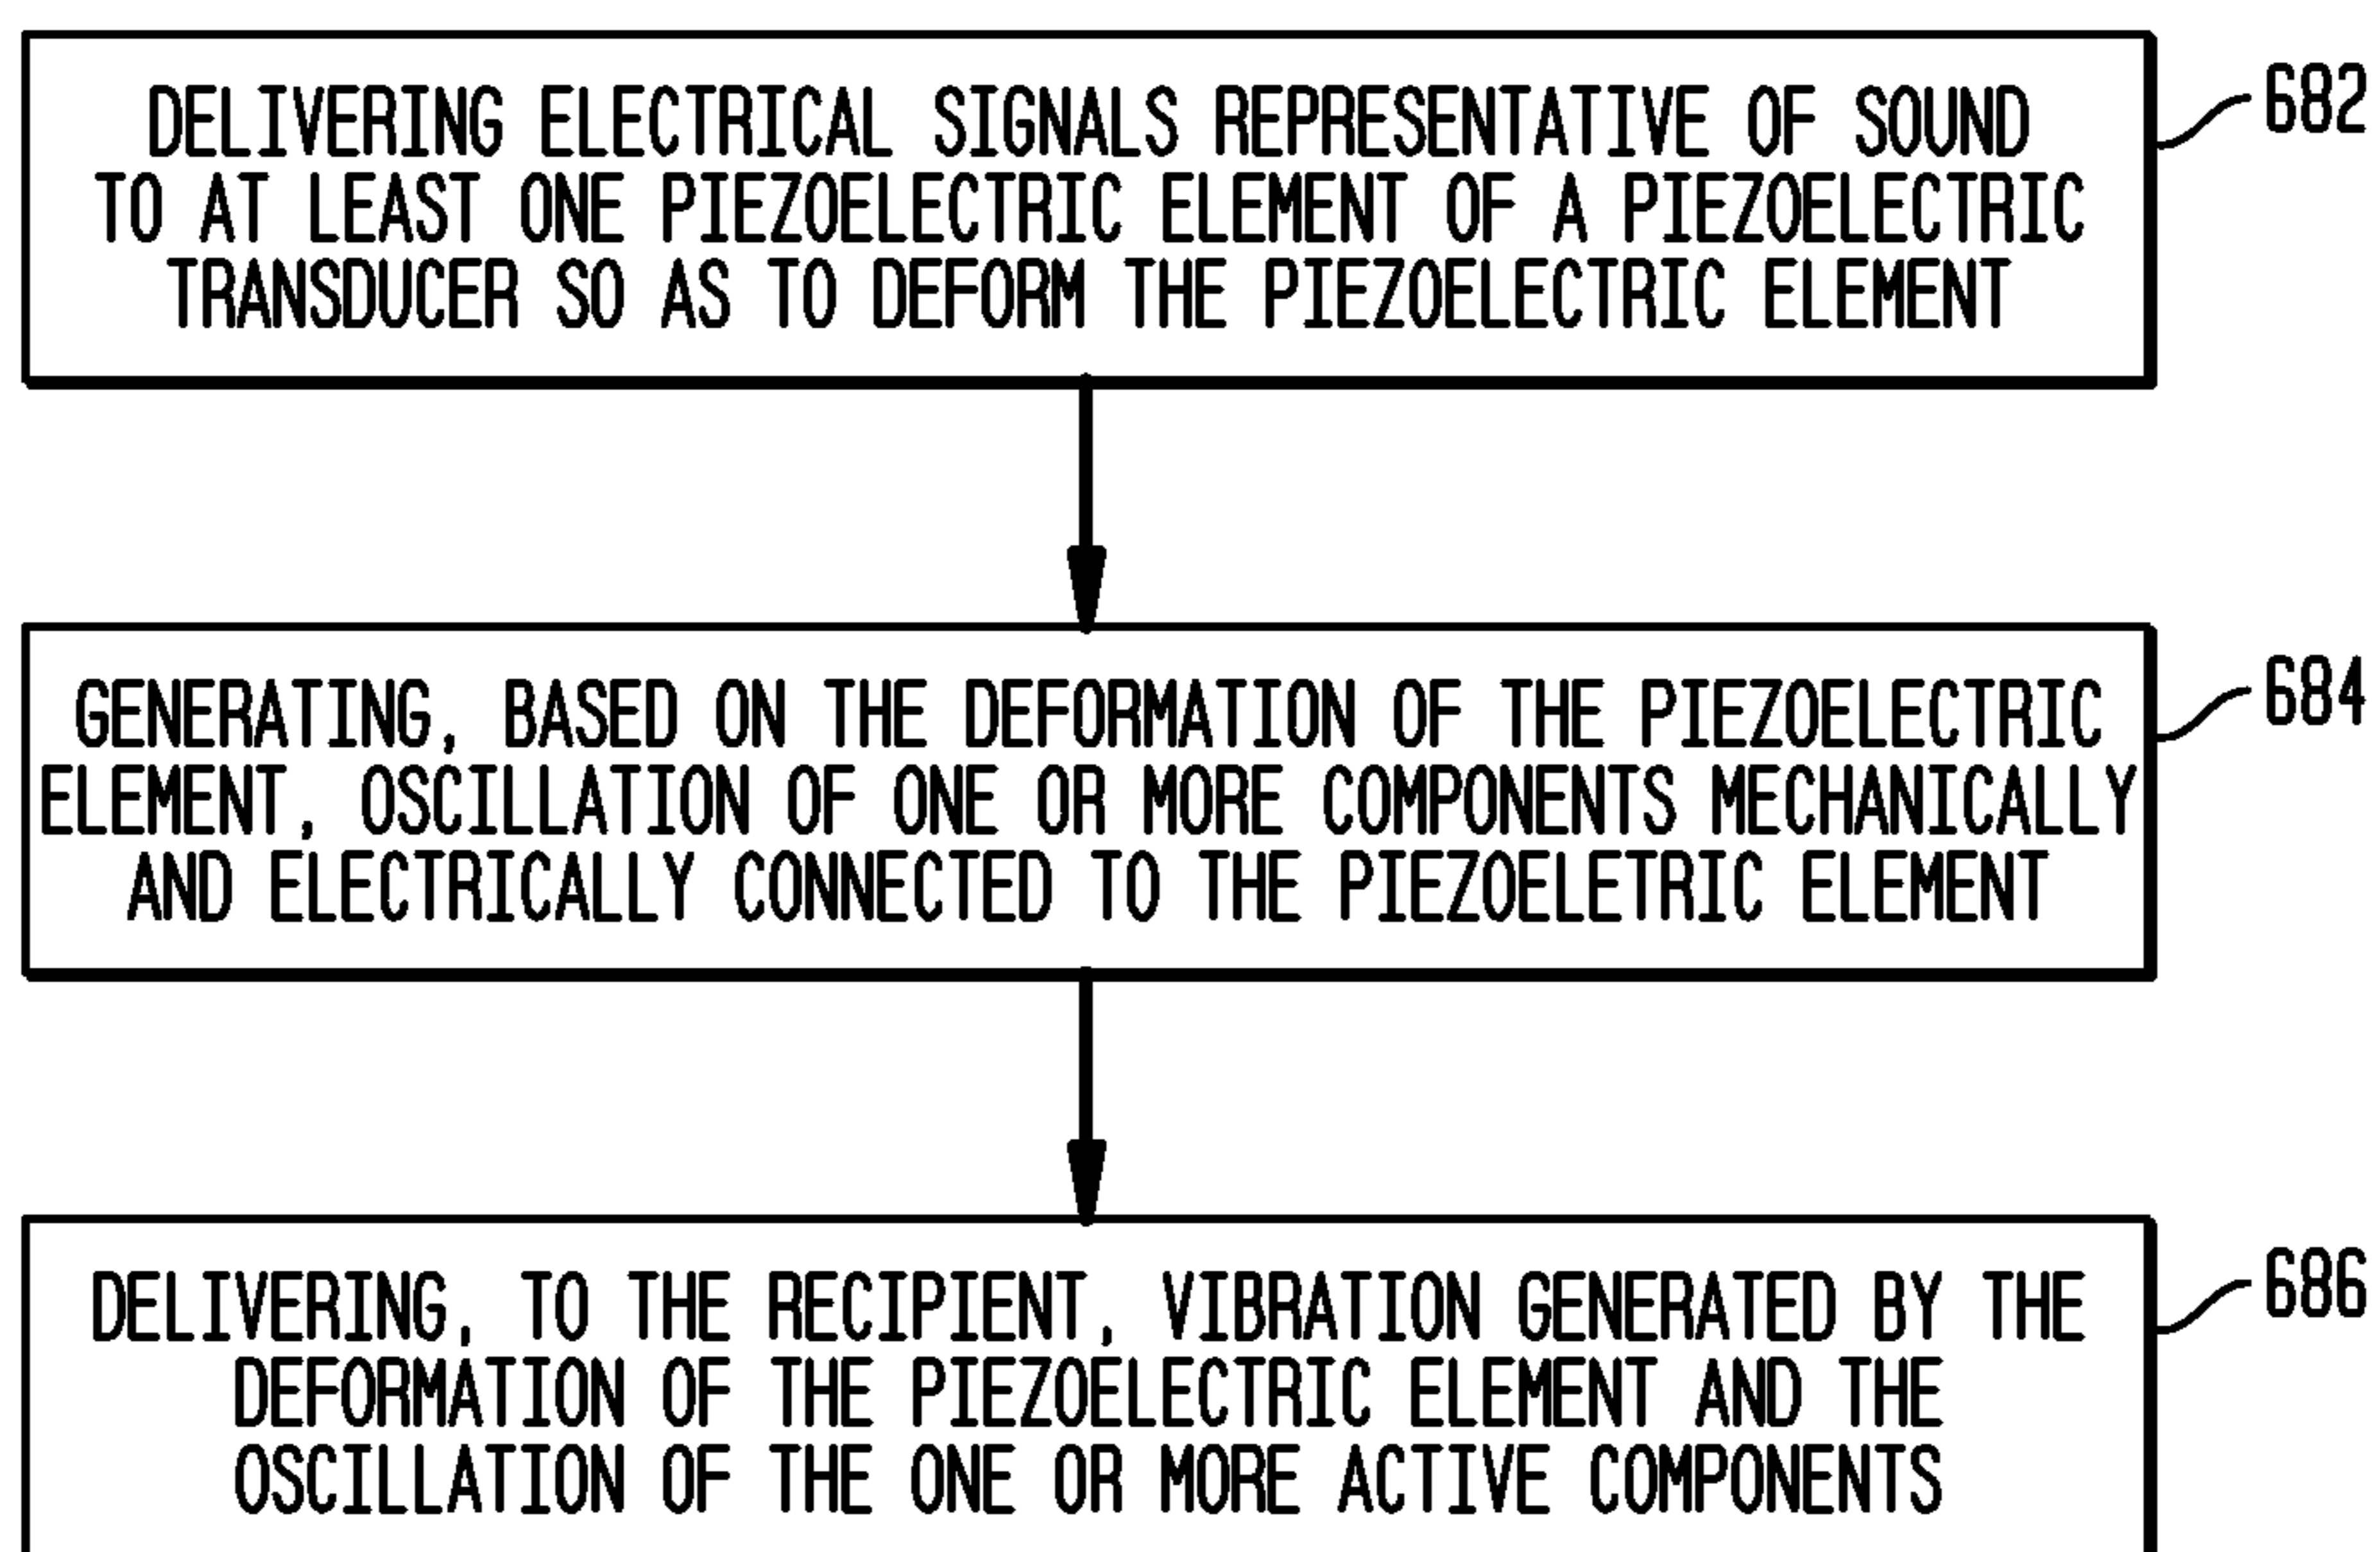 DELIVERING ELECTRICAL SIGNALS REPRESENTATIVE OF SOUND
TO AT LEAST ONE PIEZOELECTRIC ELEMENT OF A PIEZOELECTRIC
TRANSDUCER SO AS TO DEFORM THE PIEZOELECTRIC ELEMENT
682
GENERATING, BASED ON THE DEFORMATION OF THE PIEZOELECTRIC
ELEMENT, OSCILLATION OF ONE OR MORE COMPONENTS MECHANICALLY
AND ELECTRICALLY CONNECTED TO THE PIEZOELETRIC ELEMENT
684
DELIVERING, TO THE RECIPIENT, VIBRATION GENERATED BY THE
DEFORMATION OF THE PIEZOELECTRIC ELEMENT AND THE
OSCILLATION OF THE ONE OR MORE ACTIVE COMPONENTS
686